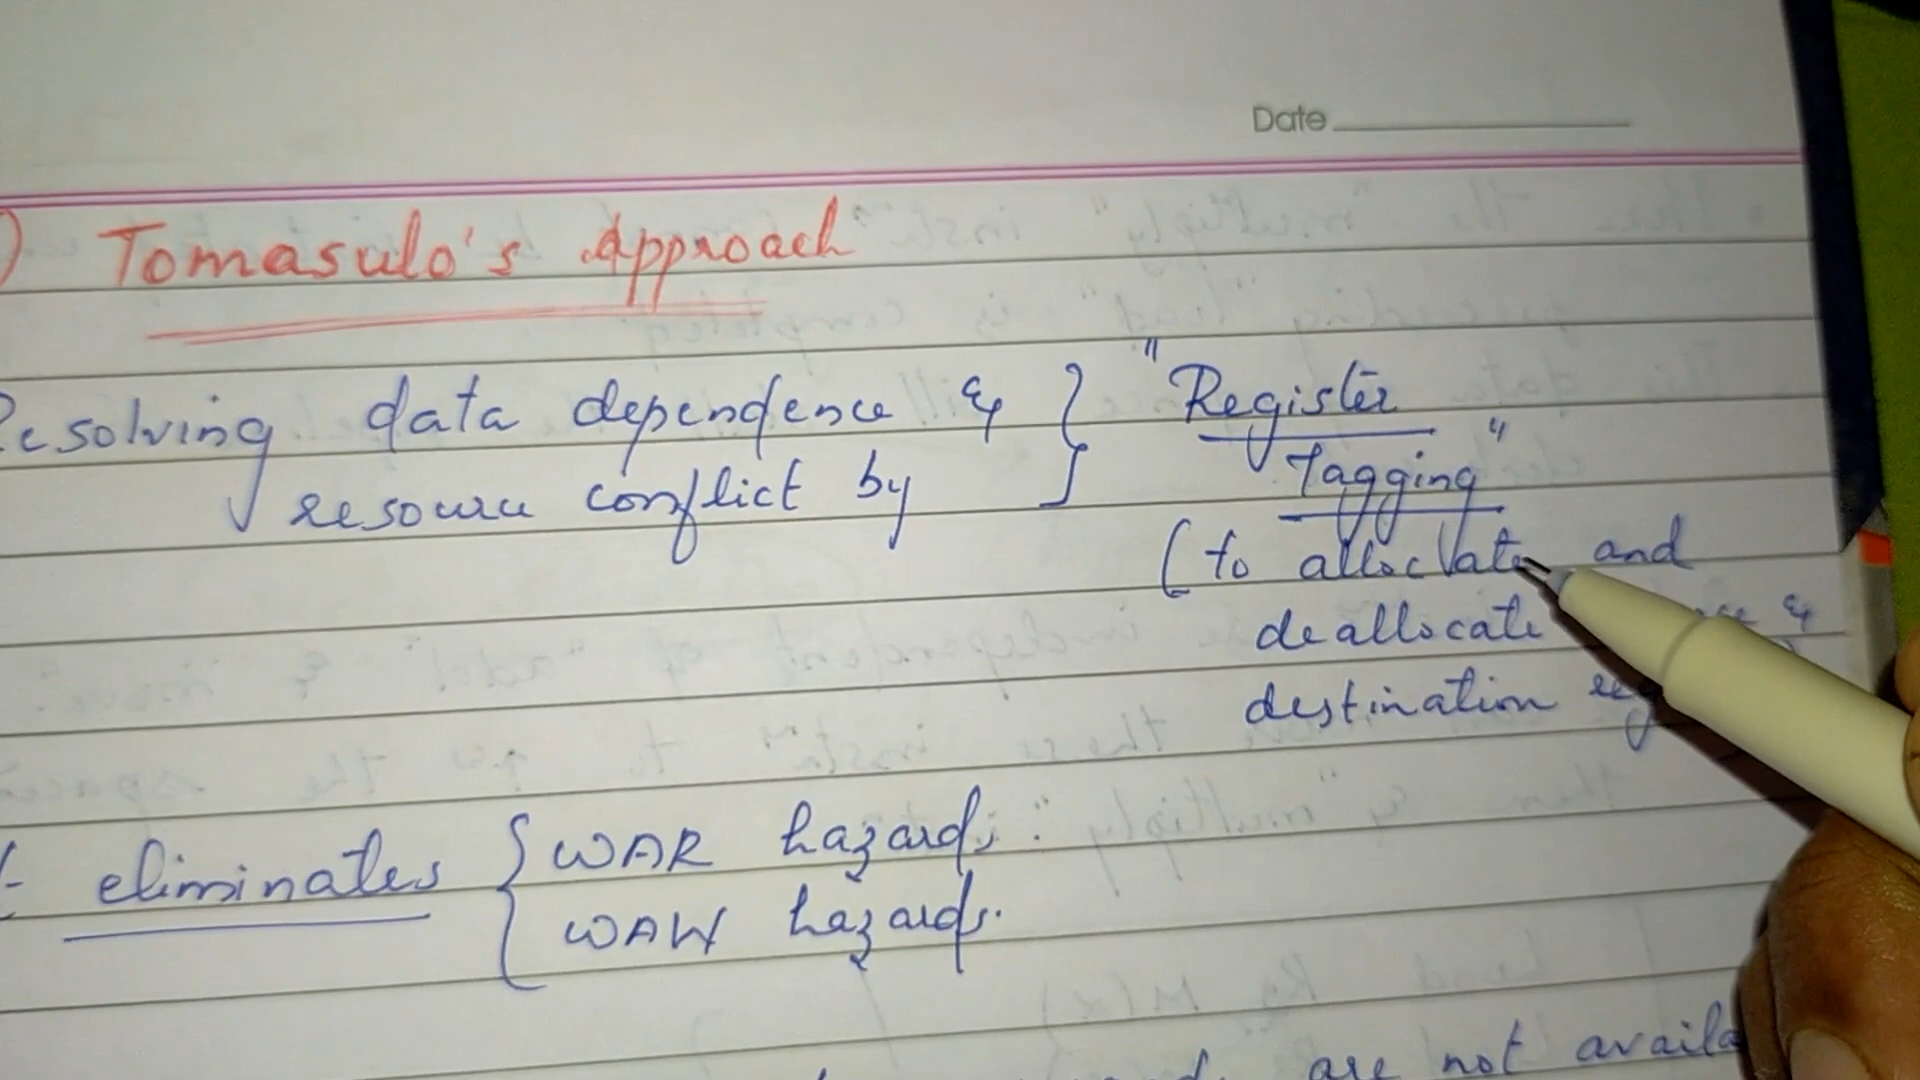 Date
) Tomasulo's Approach
Resolving data dependence &
resource conflict by
} "Register
Tagging"
(to allocate and
deallocate &
destination
eliminates { WAR hazards.
WAW hazards.
are not